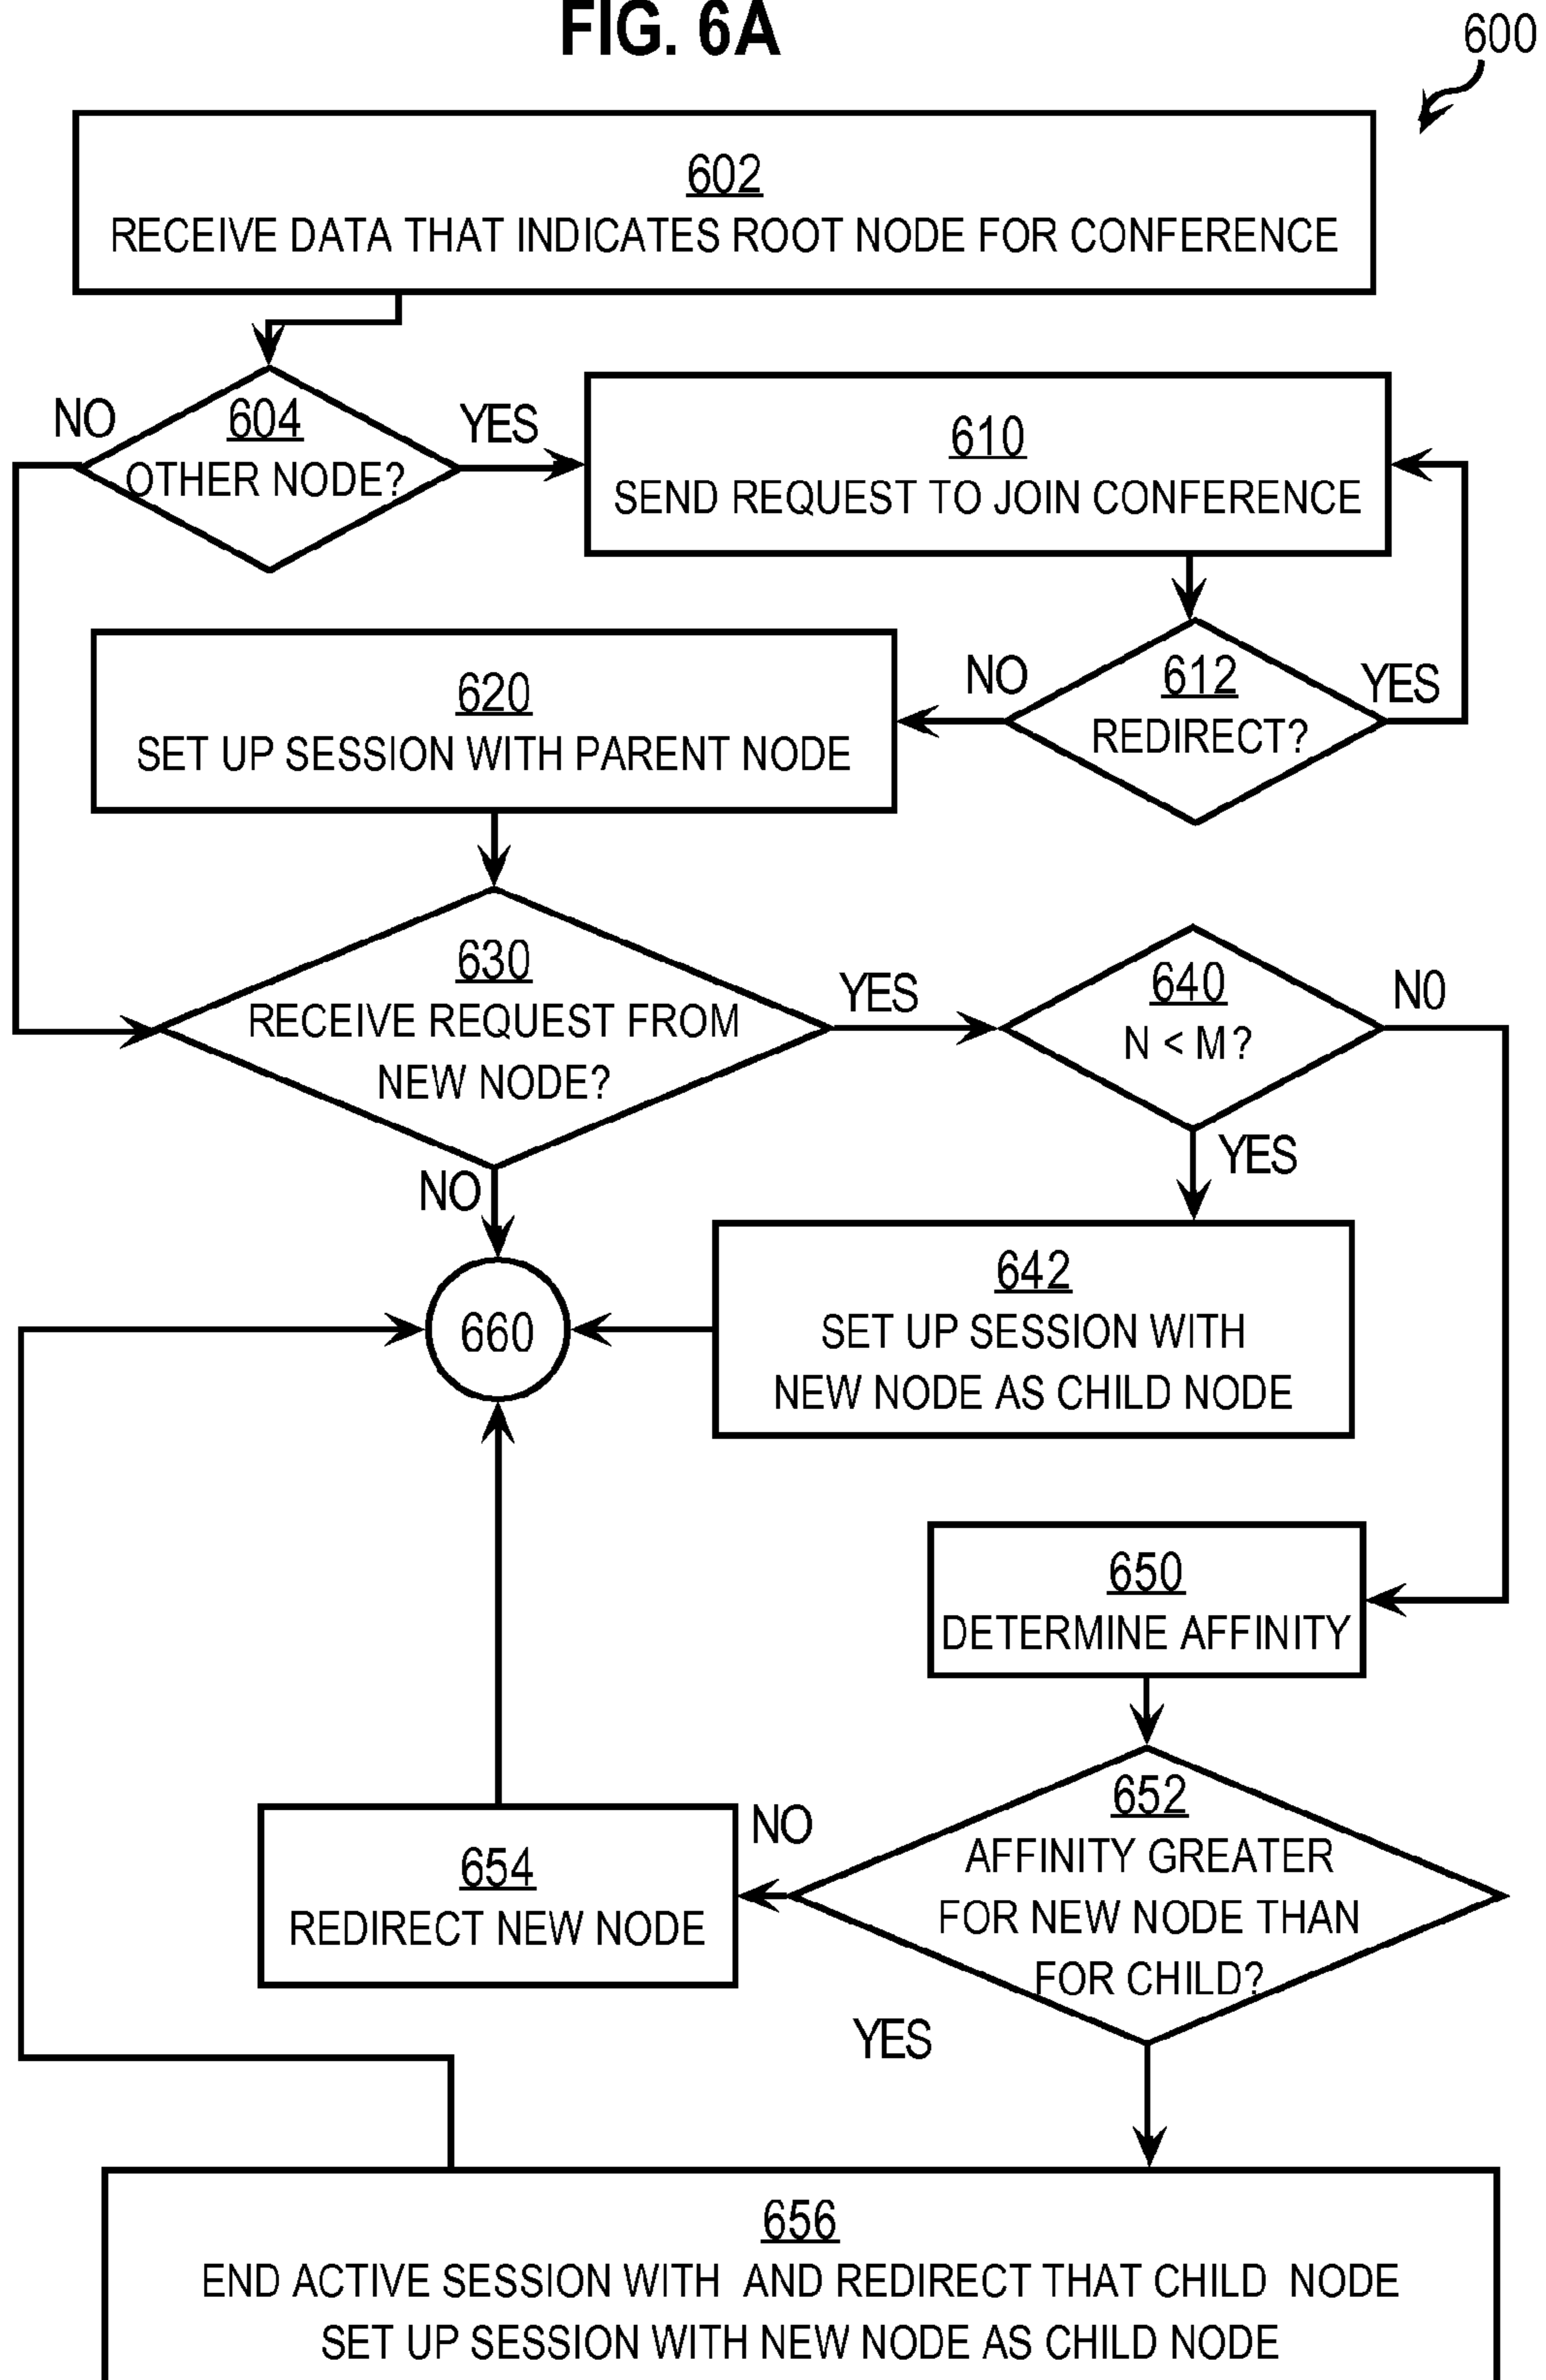 FIG. 6A
600
602
RECEIVE DATA THAT INDICATES ROOT NODE FOR CONFERENCE
NO
604
OTHER NODE?
YES
610
SEND REQUEST TO JOIN CONFERENCE
620
SET UP SESSION WITH PARENT NODE
NO
612
REDIRECT?
YES
630
RECEIVE REQUEST FROM
NEW NODE?
YES
640
N < M?
NO
NO
YES
660
642
SET UP SESSION WITH
NEW NODE AS CHILD NODE
650
DETERMINE AFFINITY
654
REDIRECT NEW NODE
NO
652
AFFINITY GREATER
FOR NEW NODE THAN
FOR CHILD?
YES
656
END ACTIVE SESSION WITH  AND REDIRECT THAT CHILD  NODE
SET UP SESSION WITH NEW NODE AS CHILD NODE